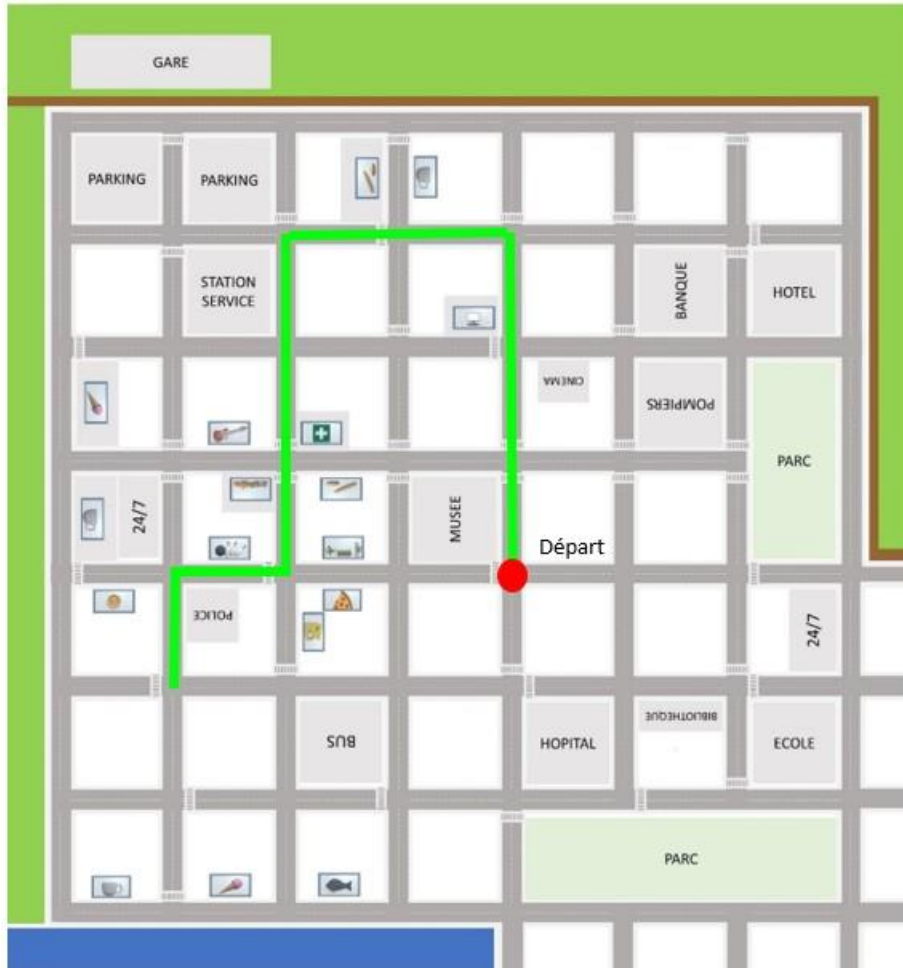 GARE
PARKING
PARKING
STATION
SERVICE
BANQUE
HOTEL
CINEMA
POMPIERS
PARC
24/7
MUSEE
Départ
POLICE
24/7
BUS
HOPITAL
BIBLIOTHEQUE
ECOLE
PARC